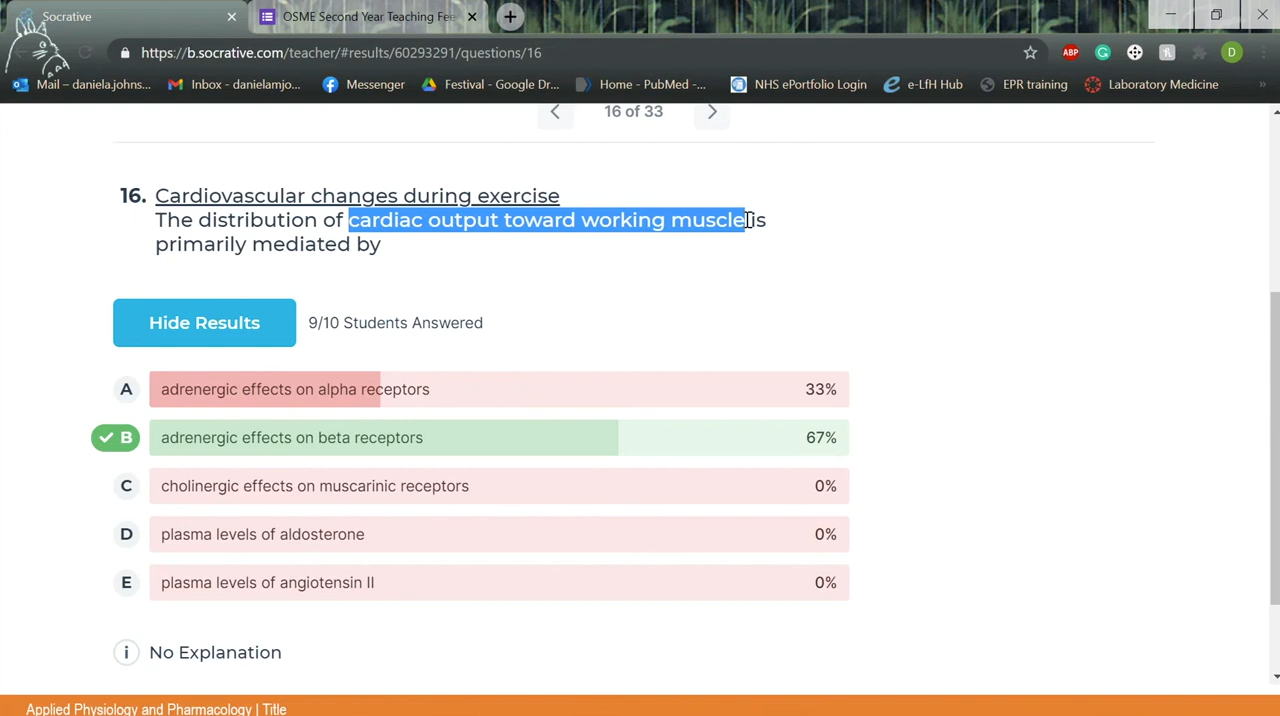 Socrative
OSME Second Year Teaching Fee
https://b.socrative.com/teacher/#results/60293291/questions/16
ABP
D
Mail – daniela.johns...
Inbox - danielamjo...
Messenger
Festival - Google Dr...
Home - PubMed -...
NHS ePortfolio Login
e-LfH Hub
EPR training
Laboratory Medicine
16 of 33
16. Cardiovascular changes during exercise
The distribution of cardiac output toward working muscle is
primarily mediated by
Hide Results
9/10 Students Answered
A adrenergic effects on alpha receptors 33%
B adrenergic effects on beta receptors 67%
C cholinergic effects on muscarinic receptors 0%
D plasma levels of aldosterone 0%
E plasma levels of angiotensin II 0%
i No Explanation
Applied Physiology and Pharmacology | Title